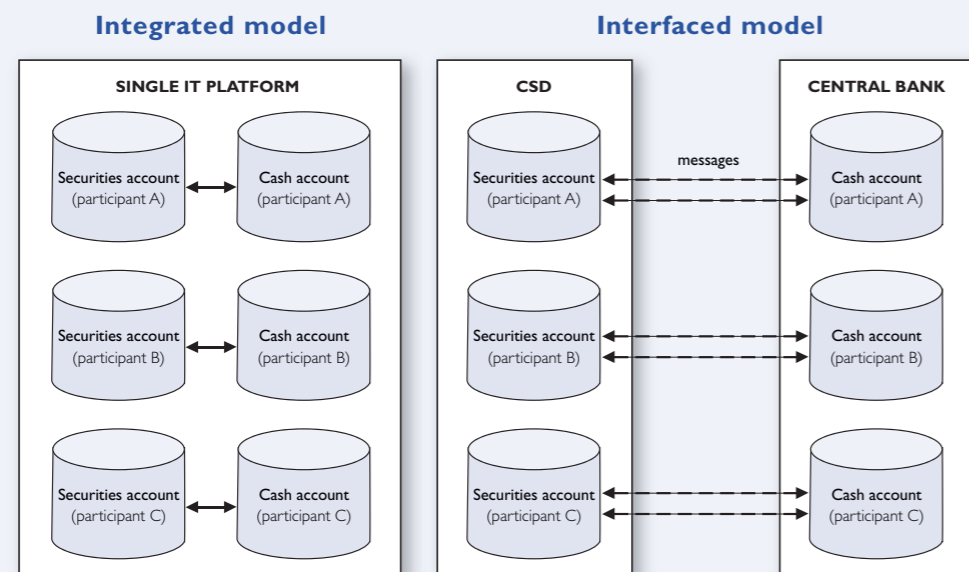 Integrated model
SINGLE IT PLATFORM
Securities account
(participant A)
Cash account
(participant A)
Securities account
(participant B)
Cash account
(participant B)
Securities account
(participant C)
Cash account
(participant C)
Interfaced model
CSD
CENTRAL BANK
messages
Securities account
(participant A)
Cash account
(participant A)
Securities account
(participant B)
Cash account
(participant B)
Securities account
(participant C)
Cash account
(participant C)